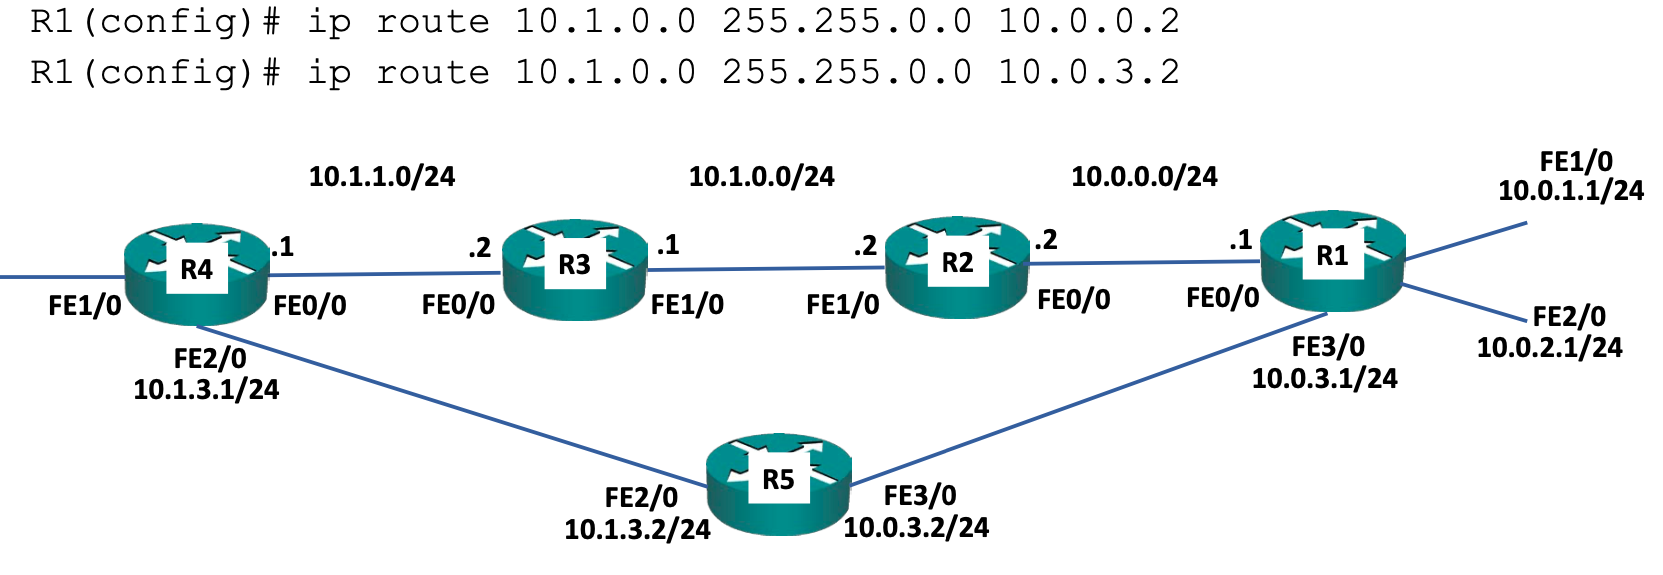 R1(config)# ip route 10.1.0.0 255.255.0.0 10.0.0.2
R1(config)# ip route 10.1.0.0 255.255.0.0 10.0.3.2
10.1.1.0/24
10.1.0.0/24
10.0.0.0/24
FE1/0
10.0.1.1/24
R4
.1
.2
R3
.1
.2
R2
.2
.1
R1
FE1/0
FE0/0
FE0/0
FE1/0
FE1/0
FE0/0
FE0/0
FE2/0
10.0.2.1/24
FE2/0
10.1.3.1/24
FE3/0
10.0.3.1/24
R5
FE2/0
10.1.3.2/24
FE3/0
10.0.3.2/24